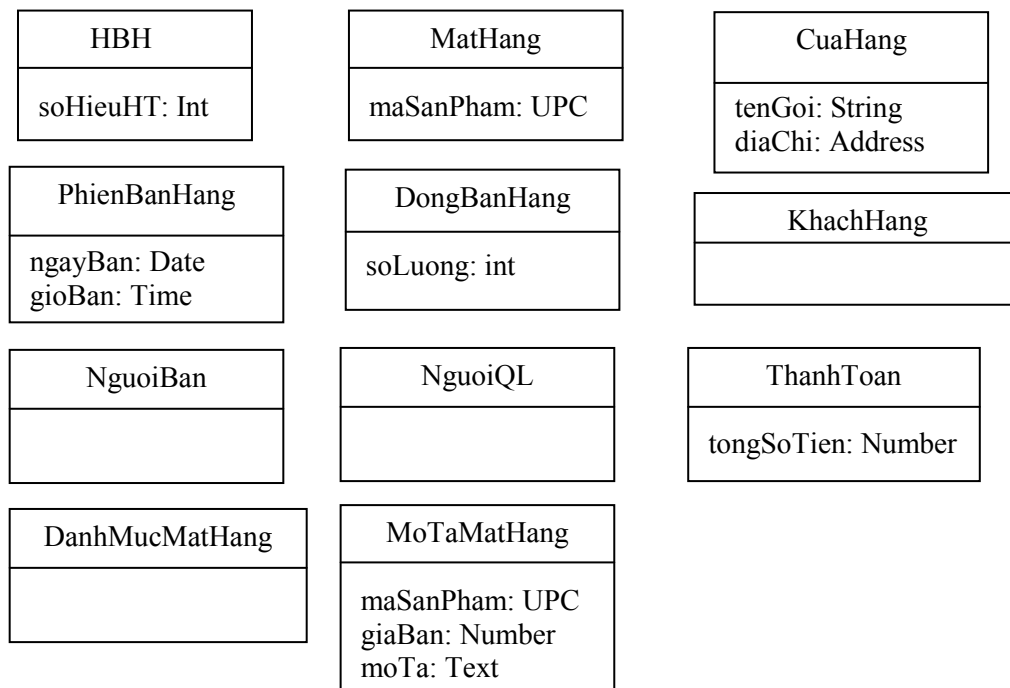 HBH
soHieuHT: Int
MatHang
maSanPham: UPC
CuaHang
tenGoi: String
diaChi: Address
PhienBanHang
ngayBan: Date
gioBan: Time
DongBanHang
soLuong: int
KhachHang
NguoiBan
NguoiQL
ThanhToan
tongSoTien: Number
DanhMucMatHang
MoTaMatHang
maSanPham: UPC
giaBan: Number
moTa: Text